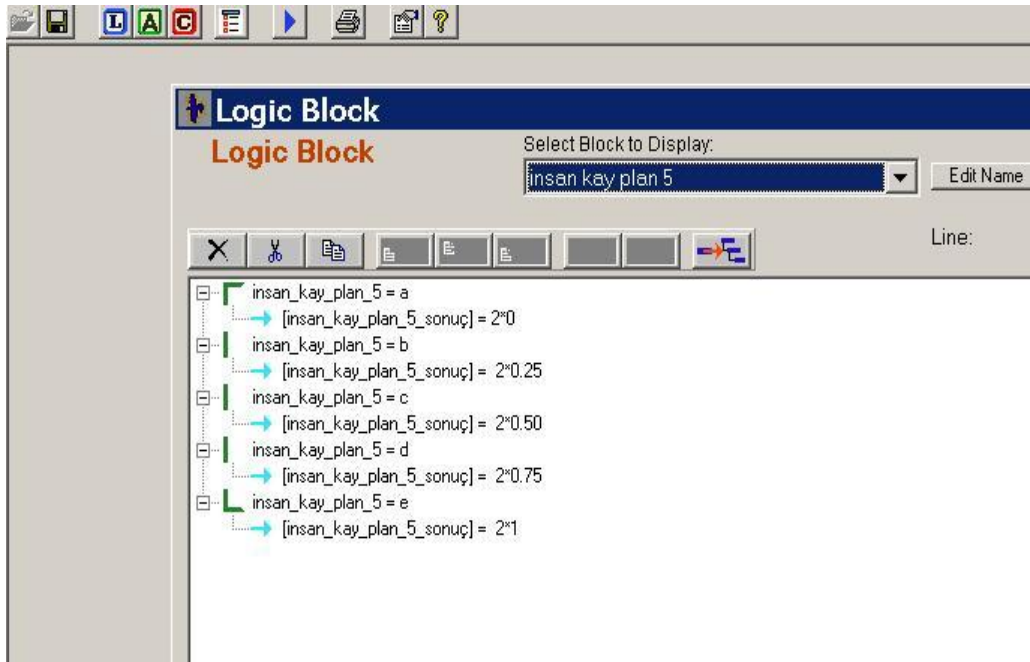 L A C
Logic Block
Logic Block
Select Block to Display:
insan kay plan 5
Edit Name
Line:
insan_kay_plan_5 = a
[insan_kay_plan_5_sonuç] = 2*0
insan_kay_plan_5 = b
[insan_kay_plan_5_sonuç] = 2*0.25
insan_kay_plan_5 = c
[insan_kay_plan_5_sonuç] = 2*0.50
insan_kay_plan_5 = d
[insan_kay_plan_5_sonuç] = 2*0.75
insan_kay_plan_5 = e
[insan_kay_plan_5_sonuç] = 2*1